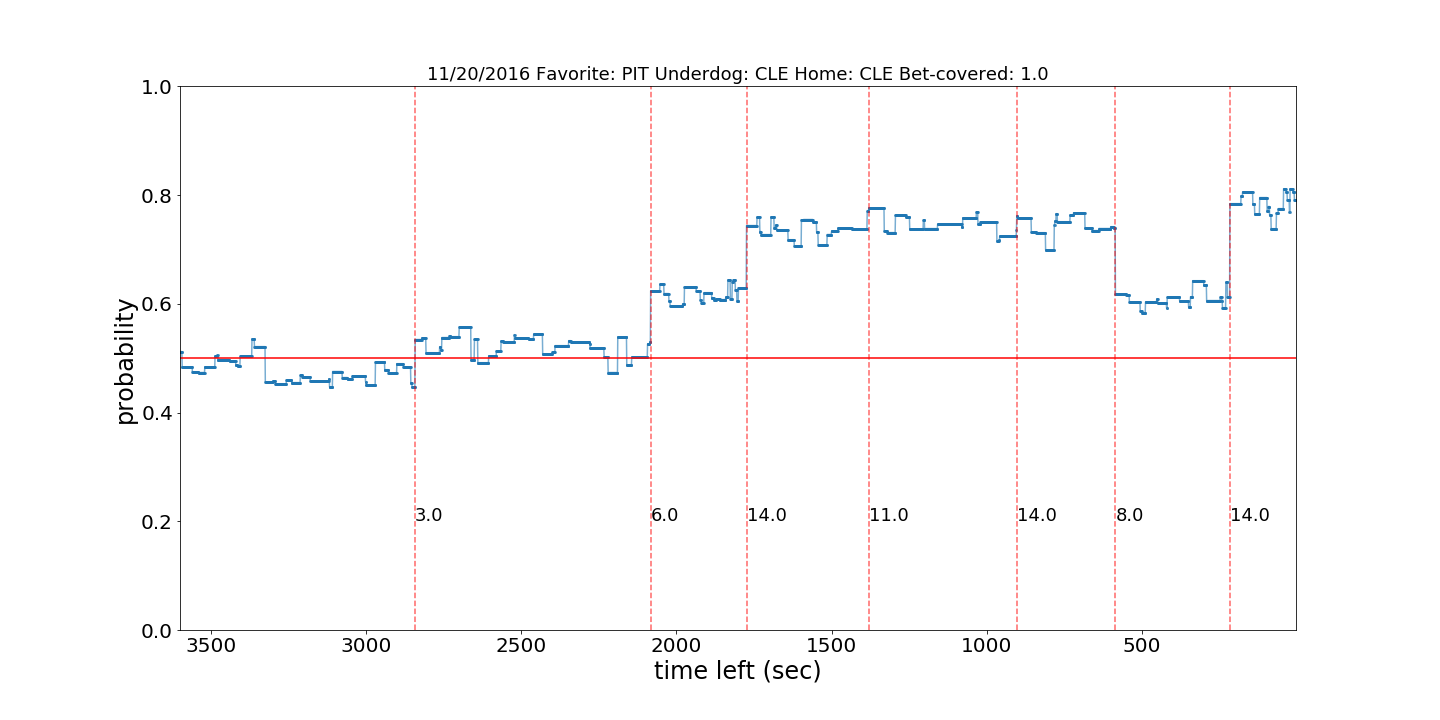 11/20/2016 Favorite: PIT Underdog: CLE Home: CLE Bet-covered: 1.0
1.0
0.8
0.6
0.4
0.2
0.0
probability
3.0 6.0 14.0 11.0 14.0 8.0 14.0
3500 3000 2500 2000 1500 1000 500
time left (sec)